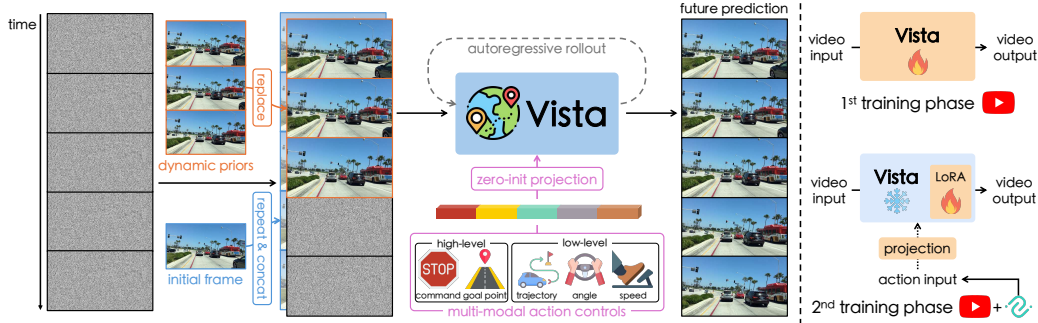 time
dynamic priors
replace
initial frame
repeat & concat
autoregressive rollout
Vista
zero-init projection
high-level
STOP
command
goal point
low-level
trajectory
angle
speed
multi-modal action controls
future prediction
video
input
Vista
video
output
1st training phase
video
input
Vista
LoRA
video
output
projection
action input
2nd training phase
+